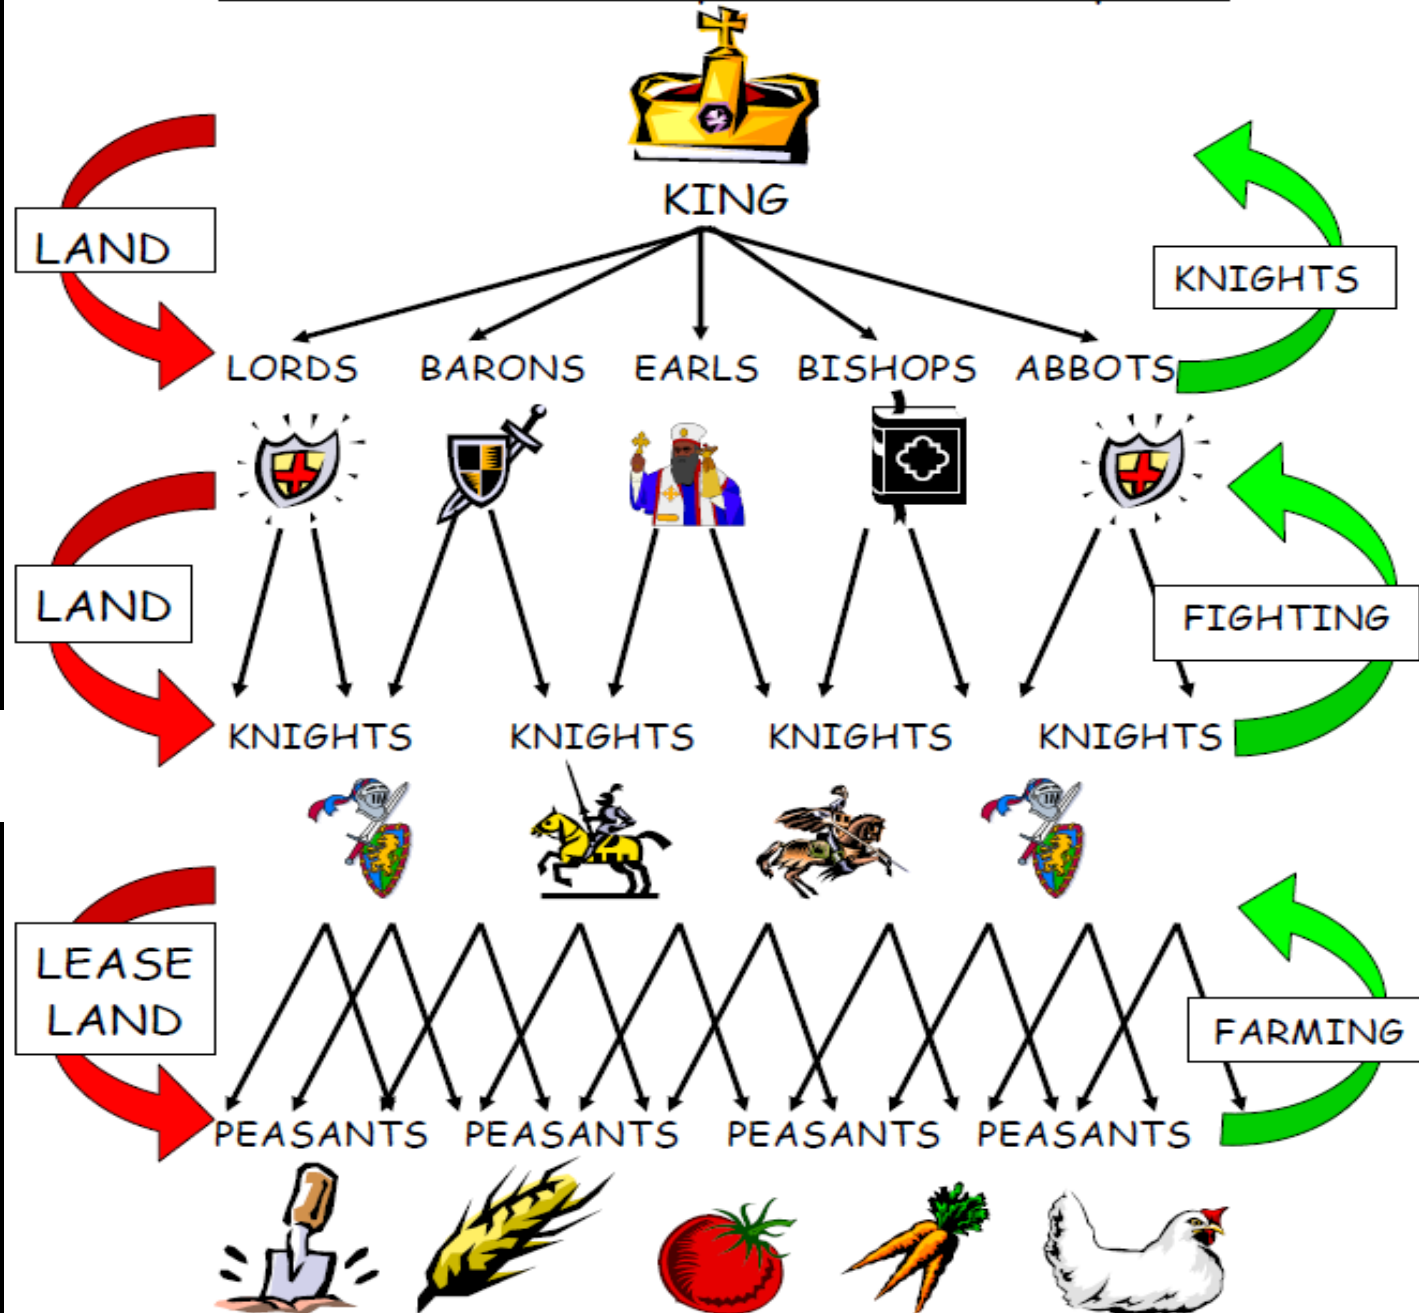 KING
LAND
KNIGHTS
LORDS BARONS EARLS BISHOPS ABBOTS
LAND
FIGHTING
KNIGHTS KNIGHTS KNIGHTS KNIGHTS
LEASE
LAND
FARMING
PEASANTS PEASANTS PEASANTS PEASANTS